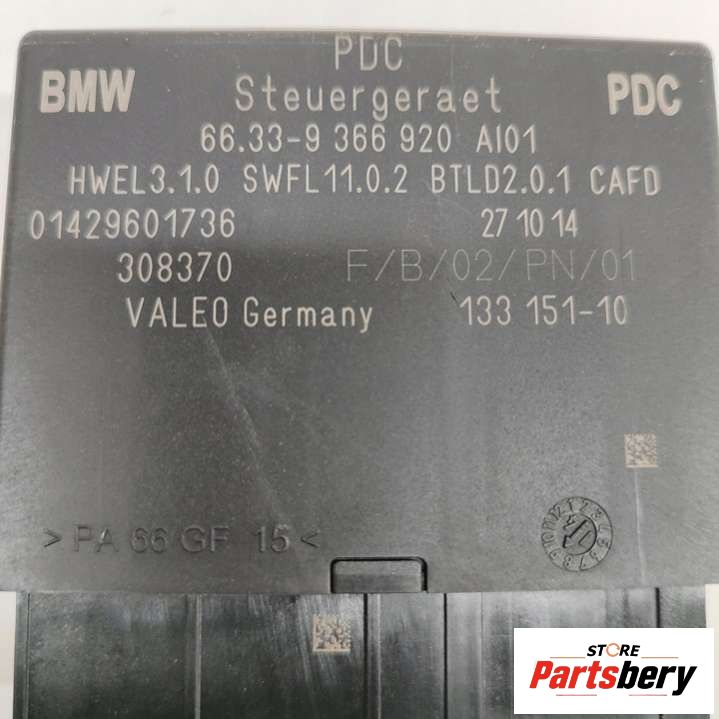 PDC
BMW Steuergeraet PDC
66.33-9 366 920 AI01
HWEL3.1.0 SWFL11.0.2 BTLD2.0.1 CAFD
01429601736 27 10 14
308370 F/B/02/PN/01
VALEO Germany 133 151-10
>PA 66 GF 15<
STORE
Partsbery